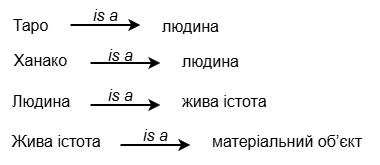 Таро is a людина
Ханако is a людина
Людина is a жива істота
Жива істота is a матеріальний об’єкт